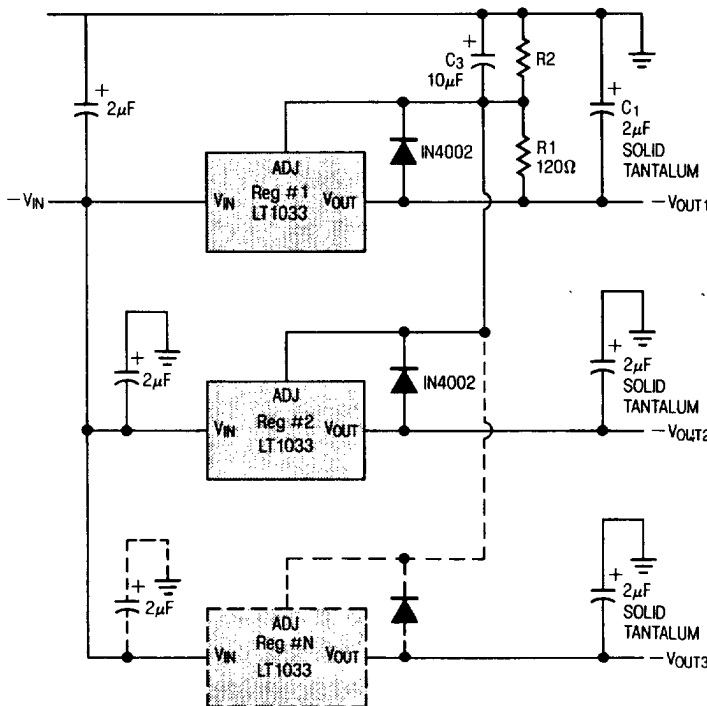 +
2μF
C3
10μF
+
R2
+
C1
2μF
SOLID
TANTALUM
IN4002
R1
120Ω
−VIN
ADJ
Reg #1
VIN VOUT
LT1033
−VOUT1
+
2μF
ADJ
Reg #2
VIN VOUT
LT1033
IN4002
+
2μF
SOLID
TANTALUM
−VOUT2
+
2μF
ADJ
Reg #N
VIN VOUT
LT1033
+
2μF
SOLID
TANTALUM
−VOUT3